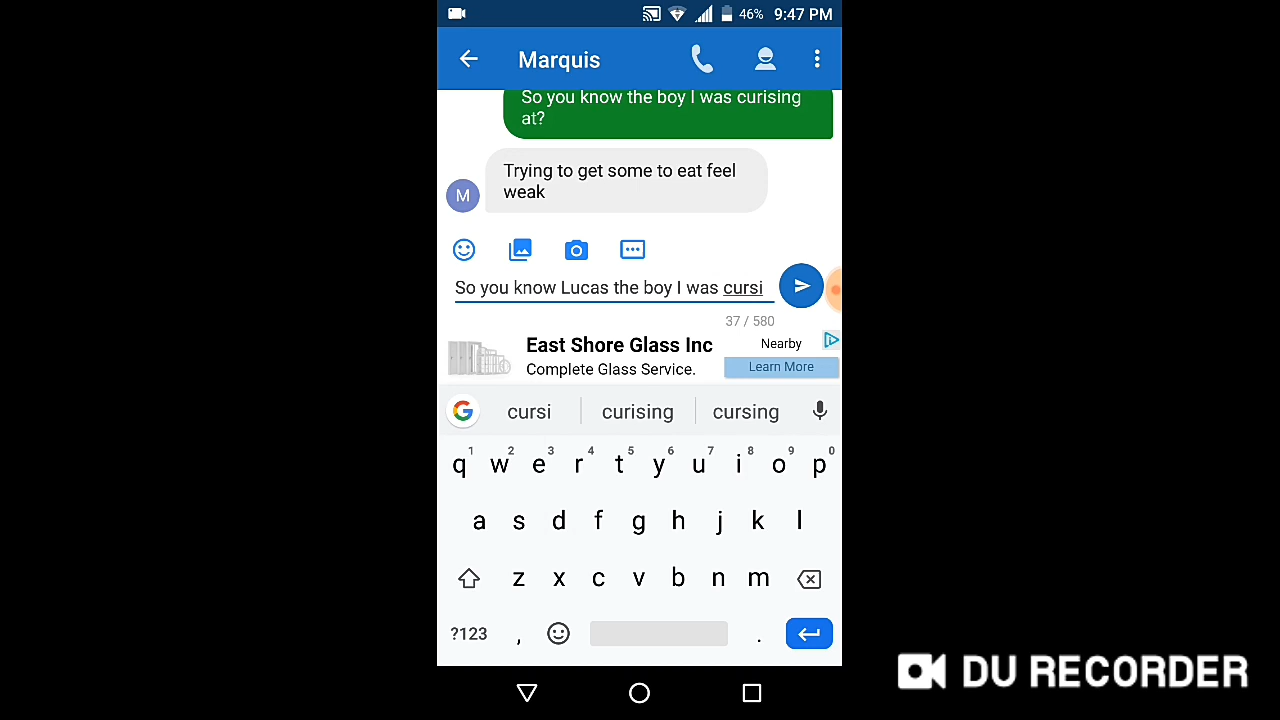 46% 9:47 PM
Marquis
So you know the boy I was curising
at?
Trying to get some to eat feel
weak
M
So you know Lucas the boy I was cursi
37 / 580
East Shore Glass Inc
Complete Glass Service.
Nearby
Learn More
G cursi curising cursing
1 2 3 4 5 6 7 8 9 0
q w e r t y u i o p
a s d f g h j k l
z x c v b n m
?123 , .
DU RECORDER